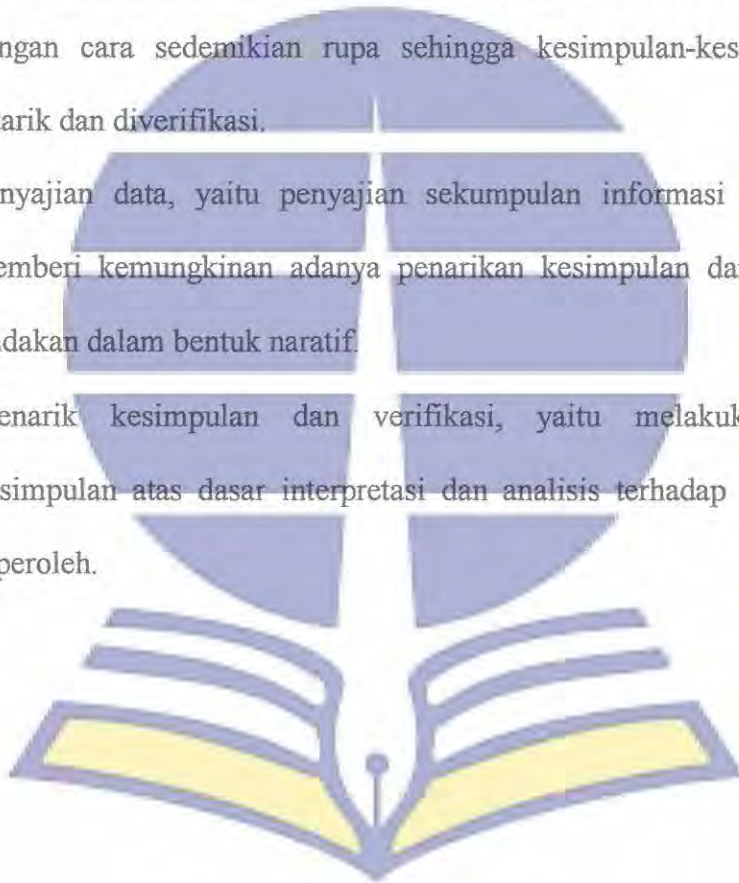 ngan cara sedemikian rupa sehingga kesimpulan-kes
arik dan diverifikasi.
nyajian data, yaitu penyajian sekumpulan informasi
emberi kemungkinan adanya penarikan kesimpulan da
dakan dalam bentuk naratif.
enarik kesimpulan dan verifikasi, yaitu melakuk
simpulan atas dasar interpretasi dan analisis terhadap
peroleh.